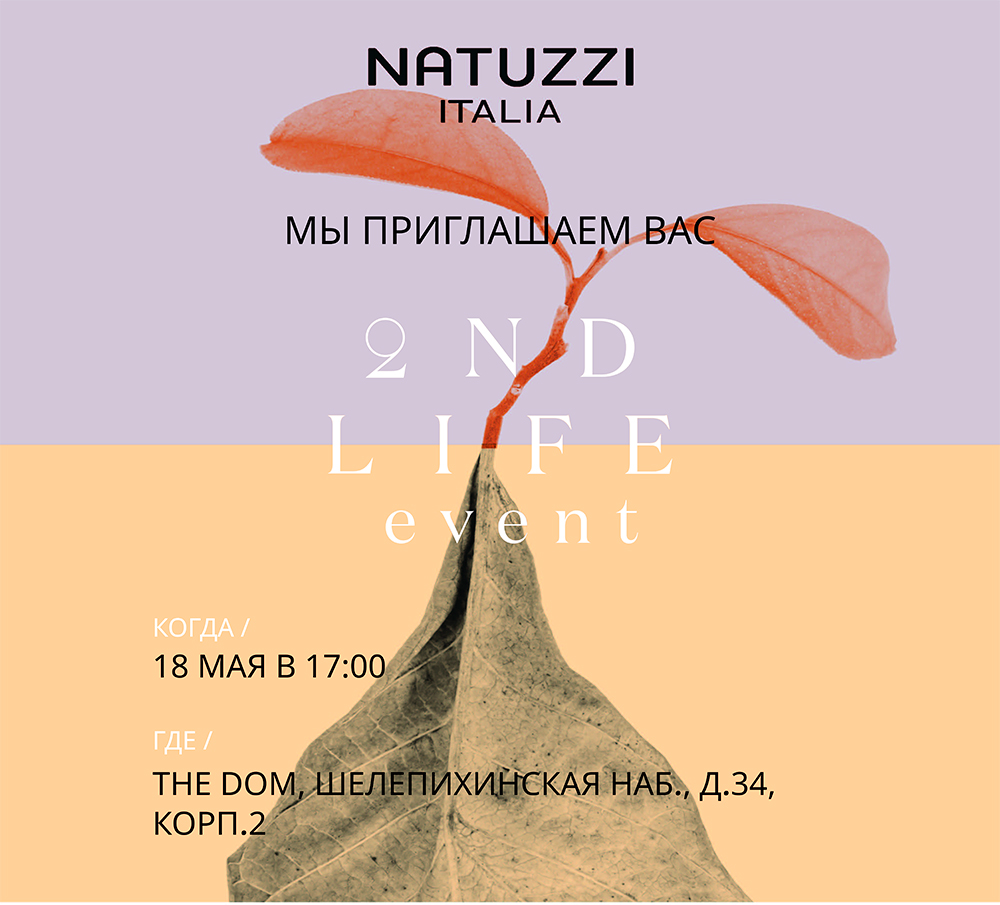 NATUZZI
ITALIA
МЫ ПРИГЛАШАЕМ ВАС
2ND
LIFE
event
КОГДА /
18 МАЯ В 17:00
ГДЕ /
THE DOM, ШЕЛЕПИХИНСКАЯ НАБ., Д.34,
КОРП.2